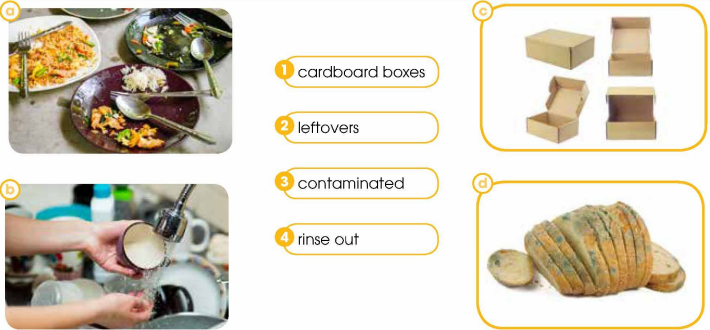 a
1 cardboard boxes
c
2 leftovers
3 contaminated
b
d
4 rinse out